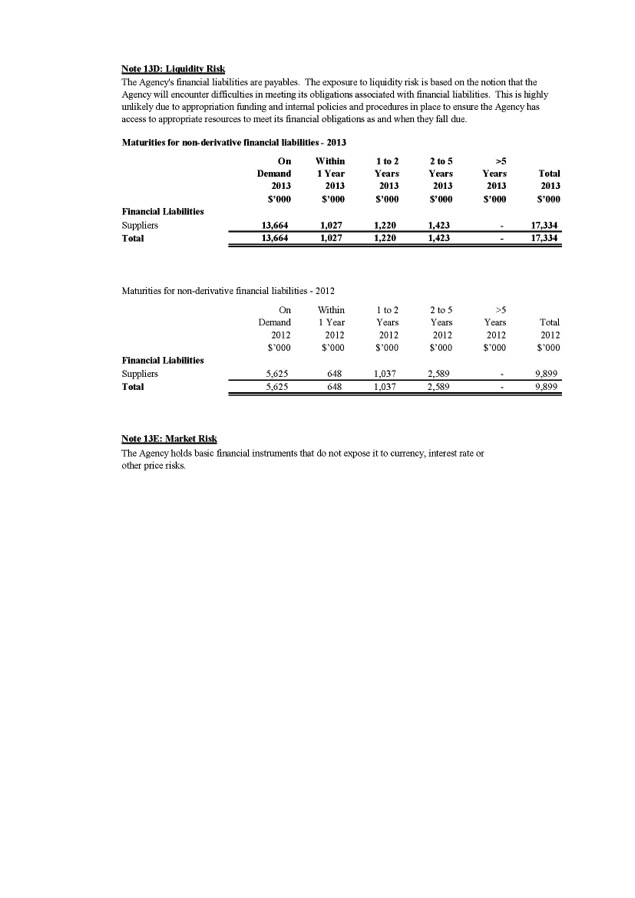 Note 13D: Liquidity Risk
The Agency's financial liabilities are payables.  The exposure to liquidity risk is based on the notion that the
Agency will encounter difficulties in meeting its obligations associated with financial liabilities.  This is highly
unlikely due to appropriation funding and internal policies and procedures in place to ensure the Agency has
access to appropriate resources to meet its financial obligations as and when they fall due.
Maturities for non-derivative financial liabilities - 2013
On Within 1 to 2 2 to 5 >5
Demand 1 Year Years Years Years Total
2013 2013 2013 2013 2013 2013
$'000 $'000 $'000 $'000 $'000 $'000
Financial Liabilities
Suppliers 13,664 1,027 1,220 1,423 - 17,334
Total 13,664 1,027 1,220 1,423 - 17,334
Maturities for non-derivative financial liabilities - 2012
On Within 1 to 2 2 to 5 >5
Demand 1 Year Years Years Years Total
2012 2012 2012 2012 2012 2012
$'000 $'000 $'000 $'000 $'000 $'000
Financial Liabilities
Suppliers 5,625 648 1,037 2,589 - 9,899
Total 5,625 648 1,037 2,589 - 9,899
Note 13E: Market Risk
The Agency holds basic financial instruments that do not expose it to currency, interest rate or
other price risks.